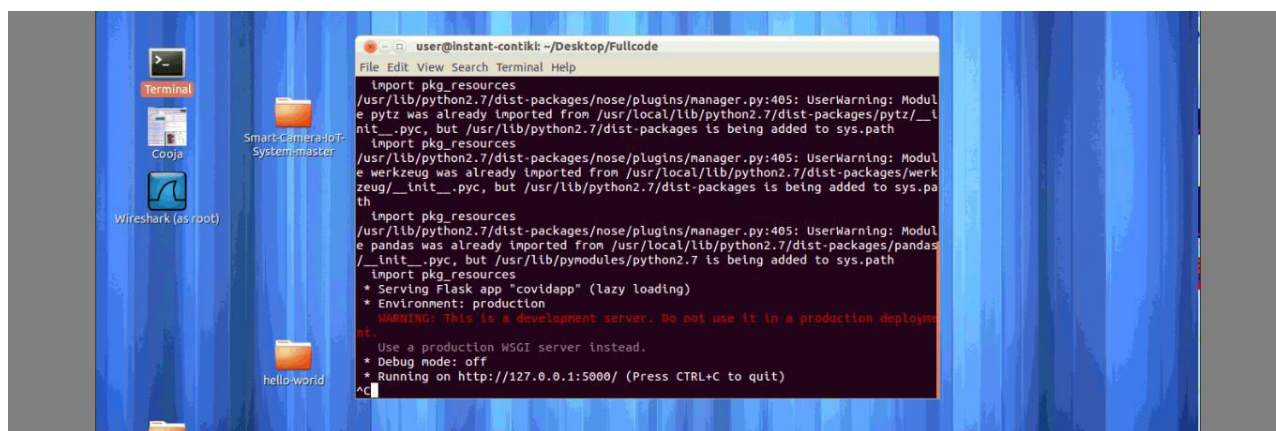 user@instant-contiki: ~/Desktop/Fullcode
File Edit View Search Terminal Help
import pkg_resources
/usr/lib/python2.7/dist-packages/nose/plugins/manager.py:405: UserWarning: Modul
e pytz was already imported from /usr/local/lib/python2.7/dist-packages/pytz/__i
nit__.pyc, but /usr/lib/python2.7/dist-packages is being added to sys.path
import pkg_resources
/usr/lib/python2.7/dist-packages/nose/plugins/manager.py:405: UserWarning: Modul
e werkzeug was already imported from /usr/local/lib/python2.7/dist-packages/werk
zeug/__init__.pyc, but /usr/lib/python2.7/dist-packages is being added to sys.pa
th
import pkg_resources
/usr/lib/python2.7/dist-packages/nose/plugins/manager.py:405: UserWarning: Modul
e pandas was already imported from /usr/local/lib/python2.7/dist-packages/pandas
/__init__.pyc, but /usr/lib/pymodules/python2.7 is being added to sys.path
import pkg_resources
* Serving Flask app "covidapp" (lazy loading)
* Environment: production
WARNING: This is a development server. Do not use it in a production deployme
nt.
Use a production WSGI server instead.
* Debug mode: off
* Running on http://127.0.0.1:5000/ (Press CTRL+C to quit)
^C
Terminal
Cooja
Wireshark (as root)
Smart-Camera-IoT-
System-master
hello-world